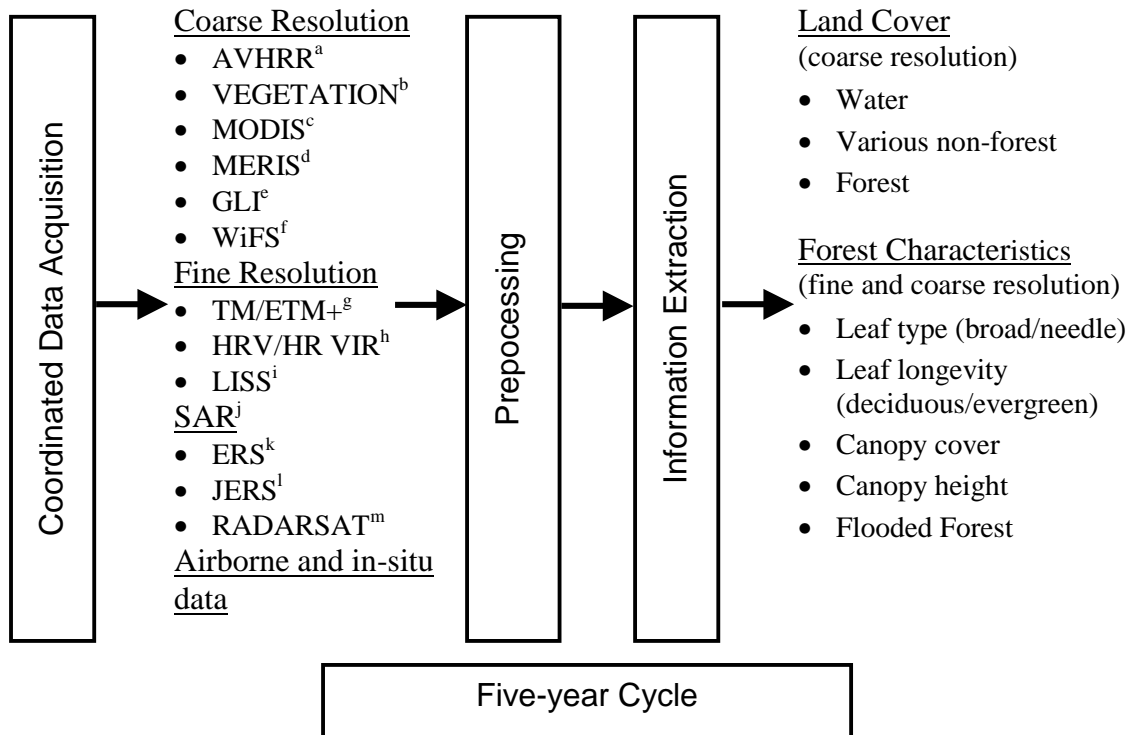 Coordinated Data Acquisition
Coarse Resolution
• AVHRRᵃ
• VEGETATIONᵇ
• MODISᶜ
• MERISᵈ
• GLIᵉ
• WiFSᶠ
Fine Resolution
• TM/ETM+ᵍ
• HRV/HR VIRʰ
• LISSⁱ
SARʲ
• ERSᵏ
• JERSˡ
• RADARSATᵐ
Airborne and in-situ
data
Prepocessing
Information Extraction
Land Cover
(coarse resolution)
• Water
• Various non-forest
• Forest
Forest Characteristics
(fine and coarse resolution)
• Leaf type (broad/needle)
• Leaf longevity
(deciduous/evergreen)
• Canopy cover
• Canopy height
• Flooded Forest
Five-year Cycle